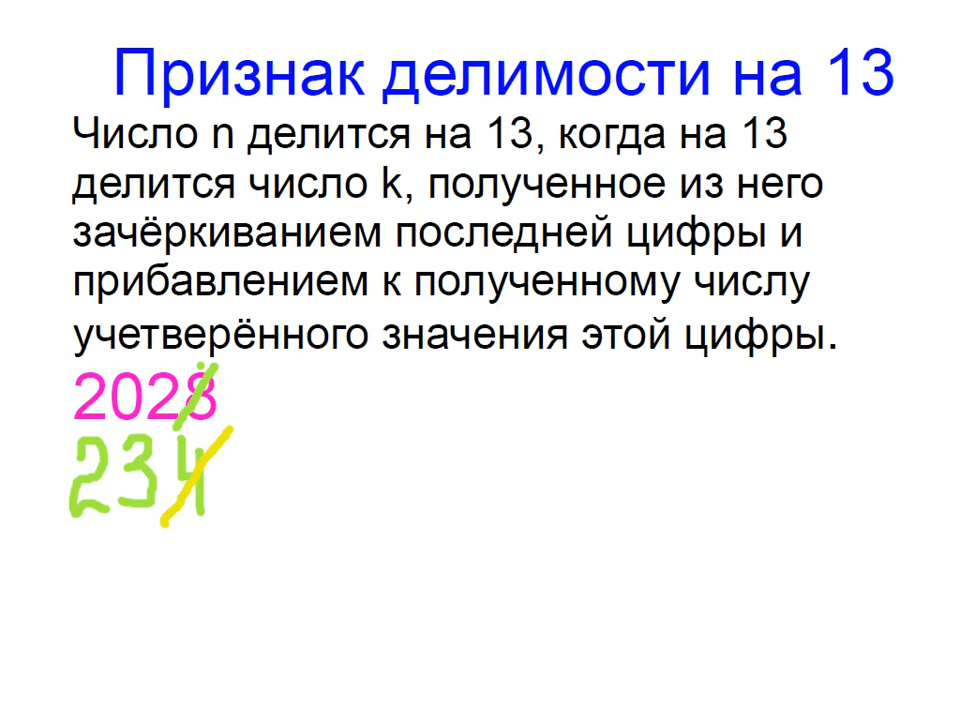 Признак делимости на 13
Число n делится на 13, когда на 13
делится число k, полученное из него
зачёркиванием последней цифры и
прибавлением к полученному числу
учетверённого значения этой цифры.
2028
234